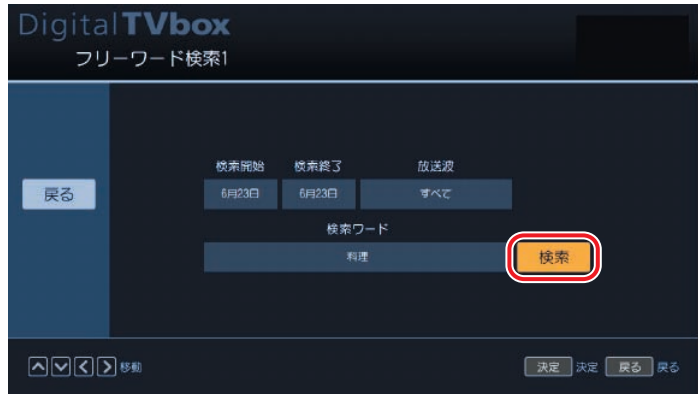 Digital TVbox
フリーワード検索1
検索開始 検索終了 放送波
戻る 6月23日 6月23日 すべて
検索ワード
料理 検索
移動 決定 決定 戻る 戻る